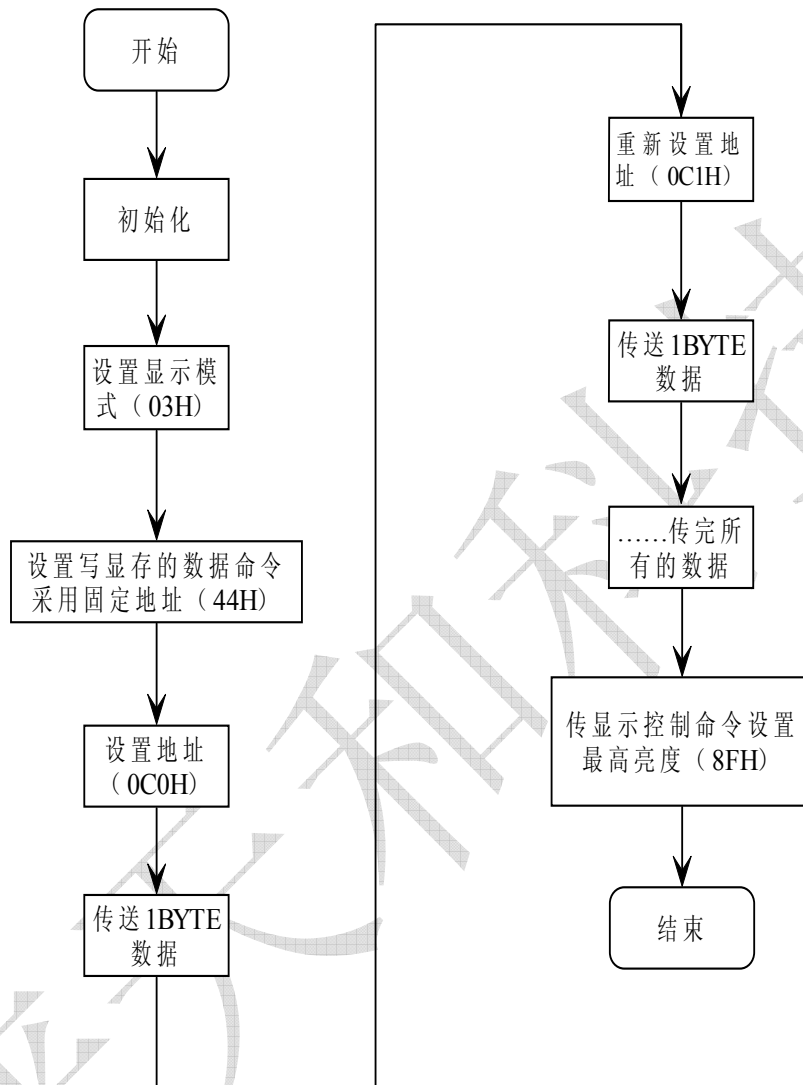 开始
初始化
设置显示模
式（03H）
设置写显存的数据命令
采用固定地址（44H）
设置地址
（0C0H）
传送1BYTE
数据
重新设置地
址（0C1H）
传送1BYTE
数据
……传完所
有的数据
传显示控制命令设置
最高亮度（8FH）
结束